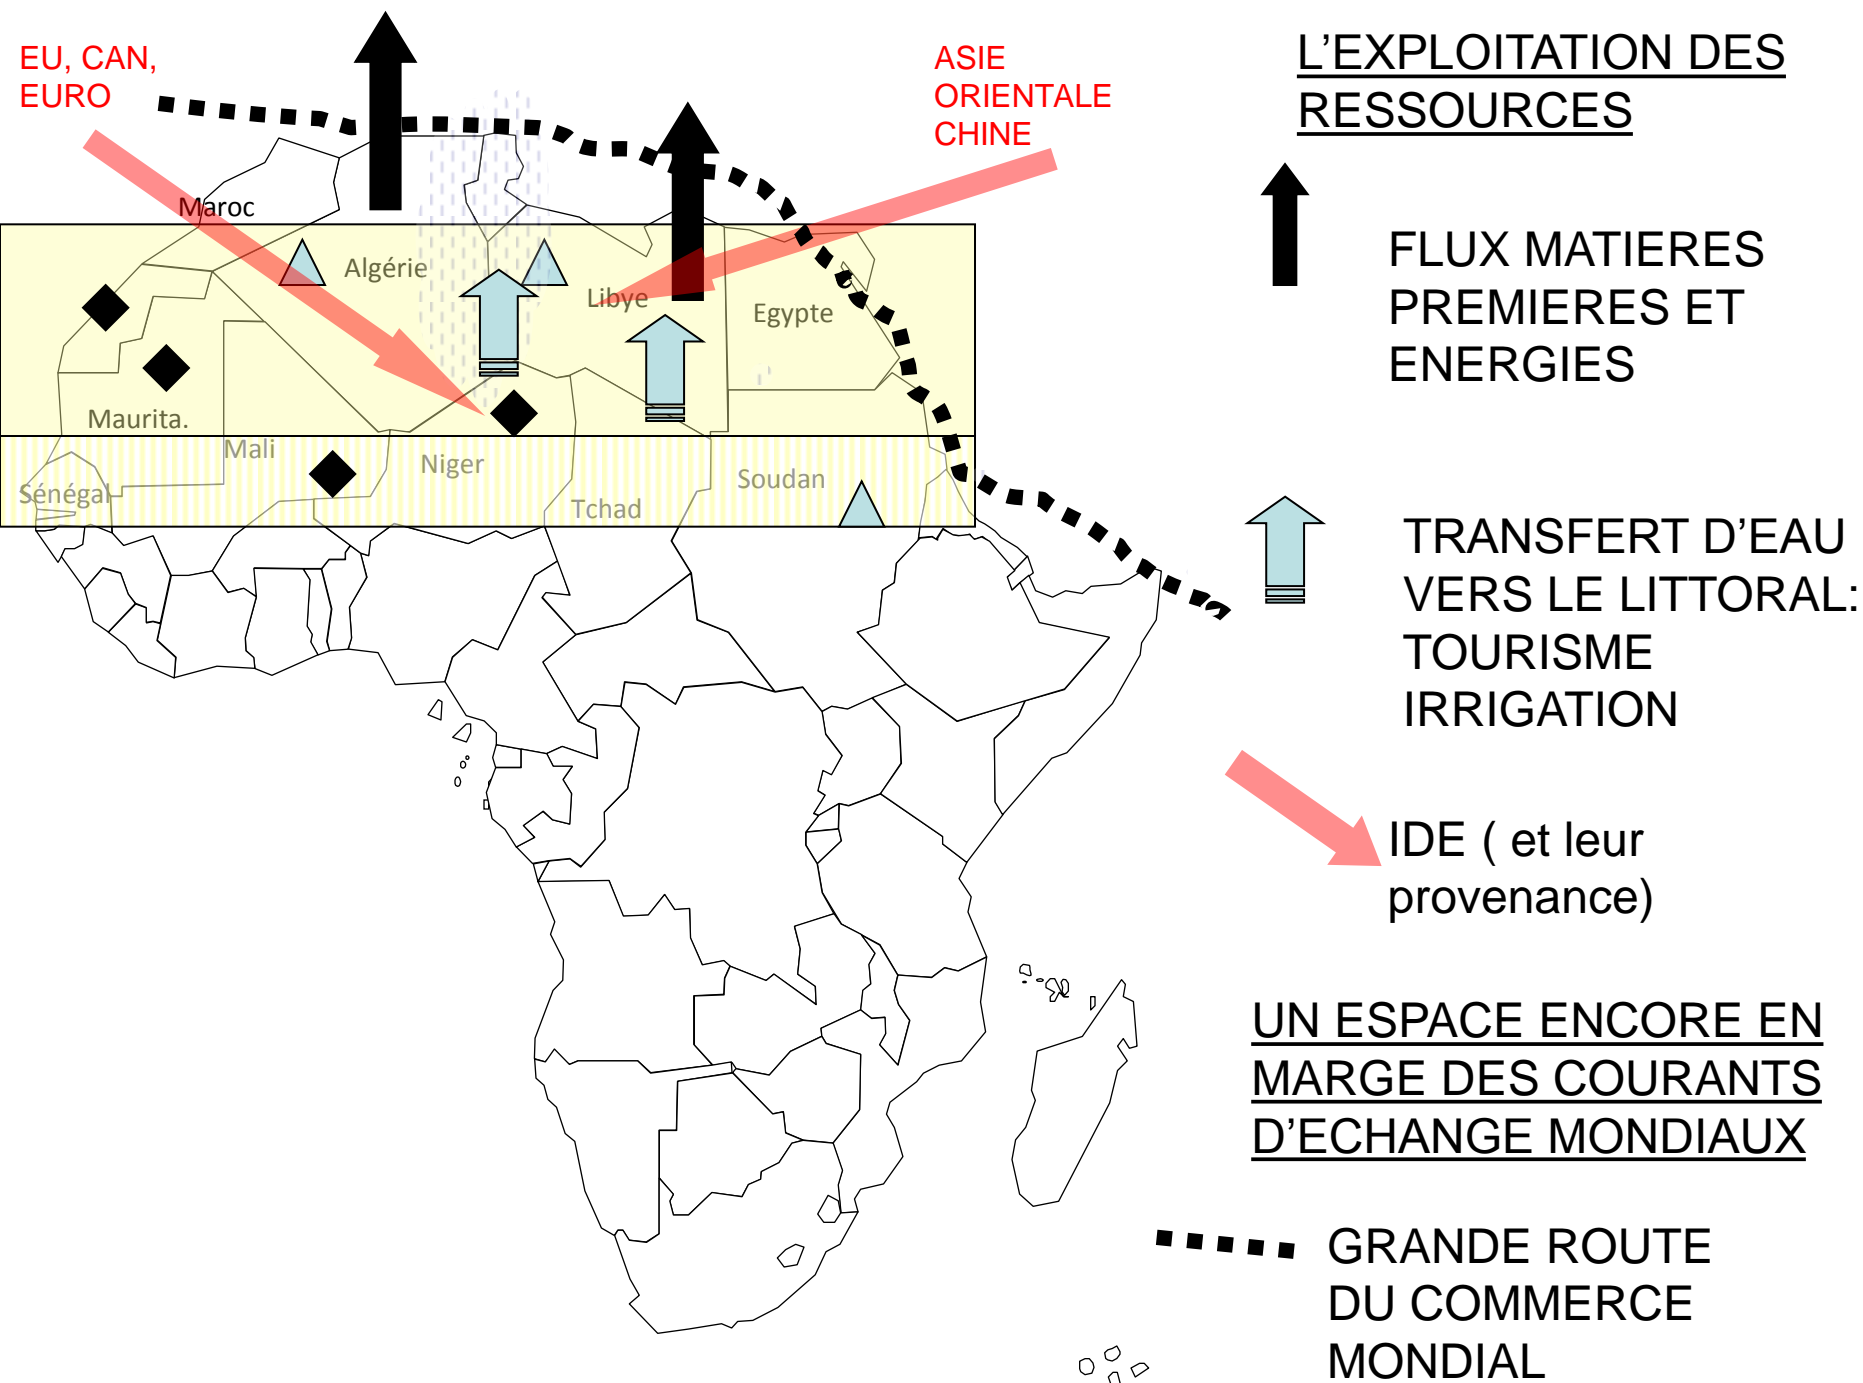 EU, CAN,
EURO
ASIE
ORIENTALE
CHINE
L'EXPLOITATION DES
RESSOURCES
Maroc
Algérie
Libye
Egypte
Maurita.
Mali
Niger
Soudan
Sénégal
Tchad
FLUX MATIERES
PREMIERES ET
ENERGIES
TRANSFERT D'EAU
VERS LE LITTORAL:
TOURISME
IRRIGATION
IDE ( et leur
provenance)
UN ESPACE ENCORE EN
MARGE DES COURANTS
D'ECHANGE MONDIAUX
GRANDE ROUTE
DU COMMERCE
MONDIAL